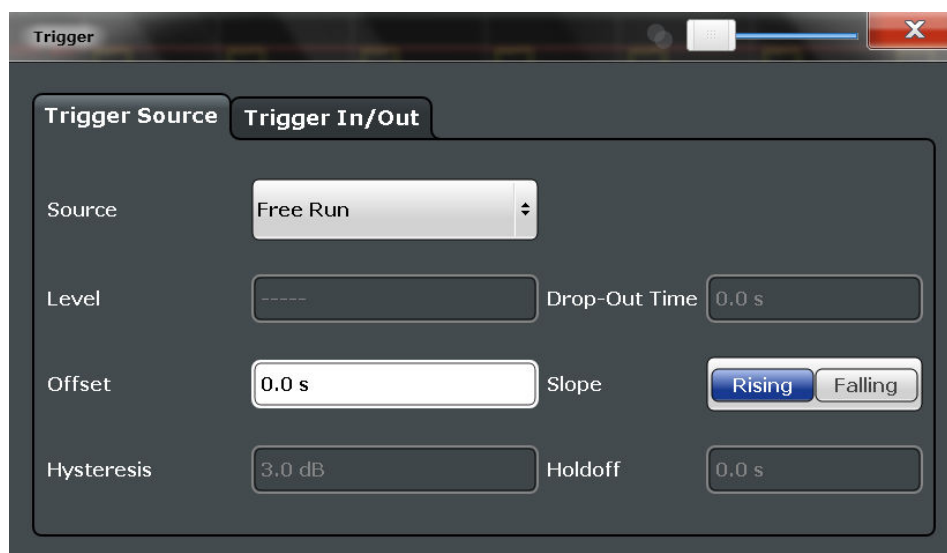 Trigger
X
Trigger Source
Trigger In/Out
Source
Free Run
Level
-----
Drop-Out Time
0.0 s
Offset
0.0 s
Slope
Rising
Falling
Hysteresis
3.0 dB
Holdoff
0.0 s